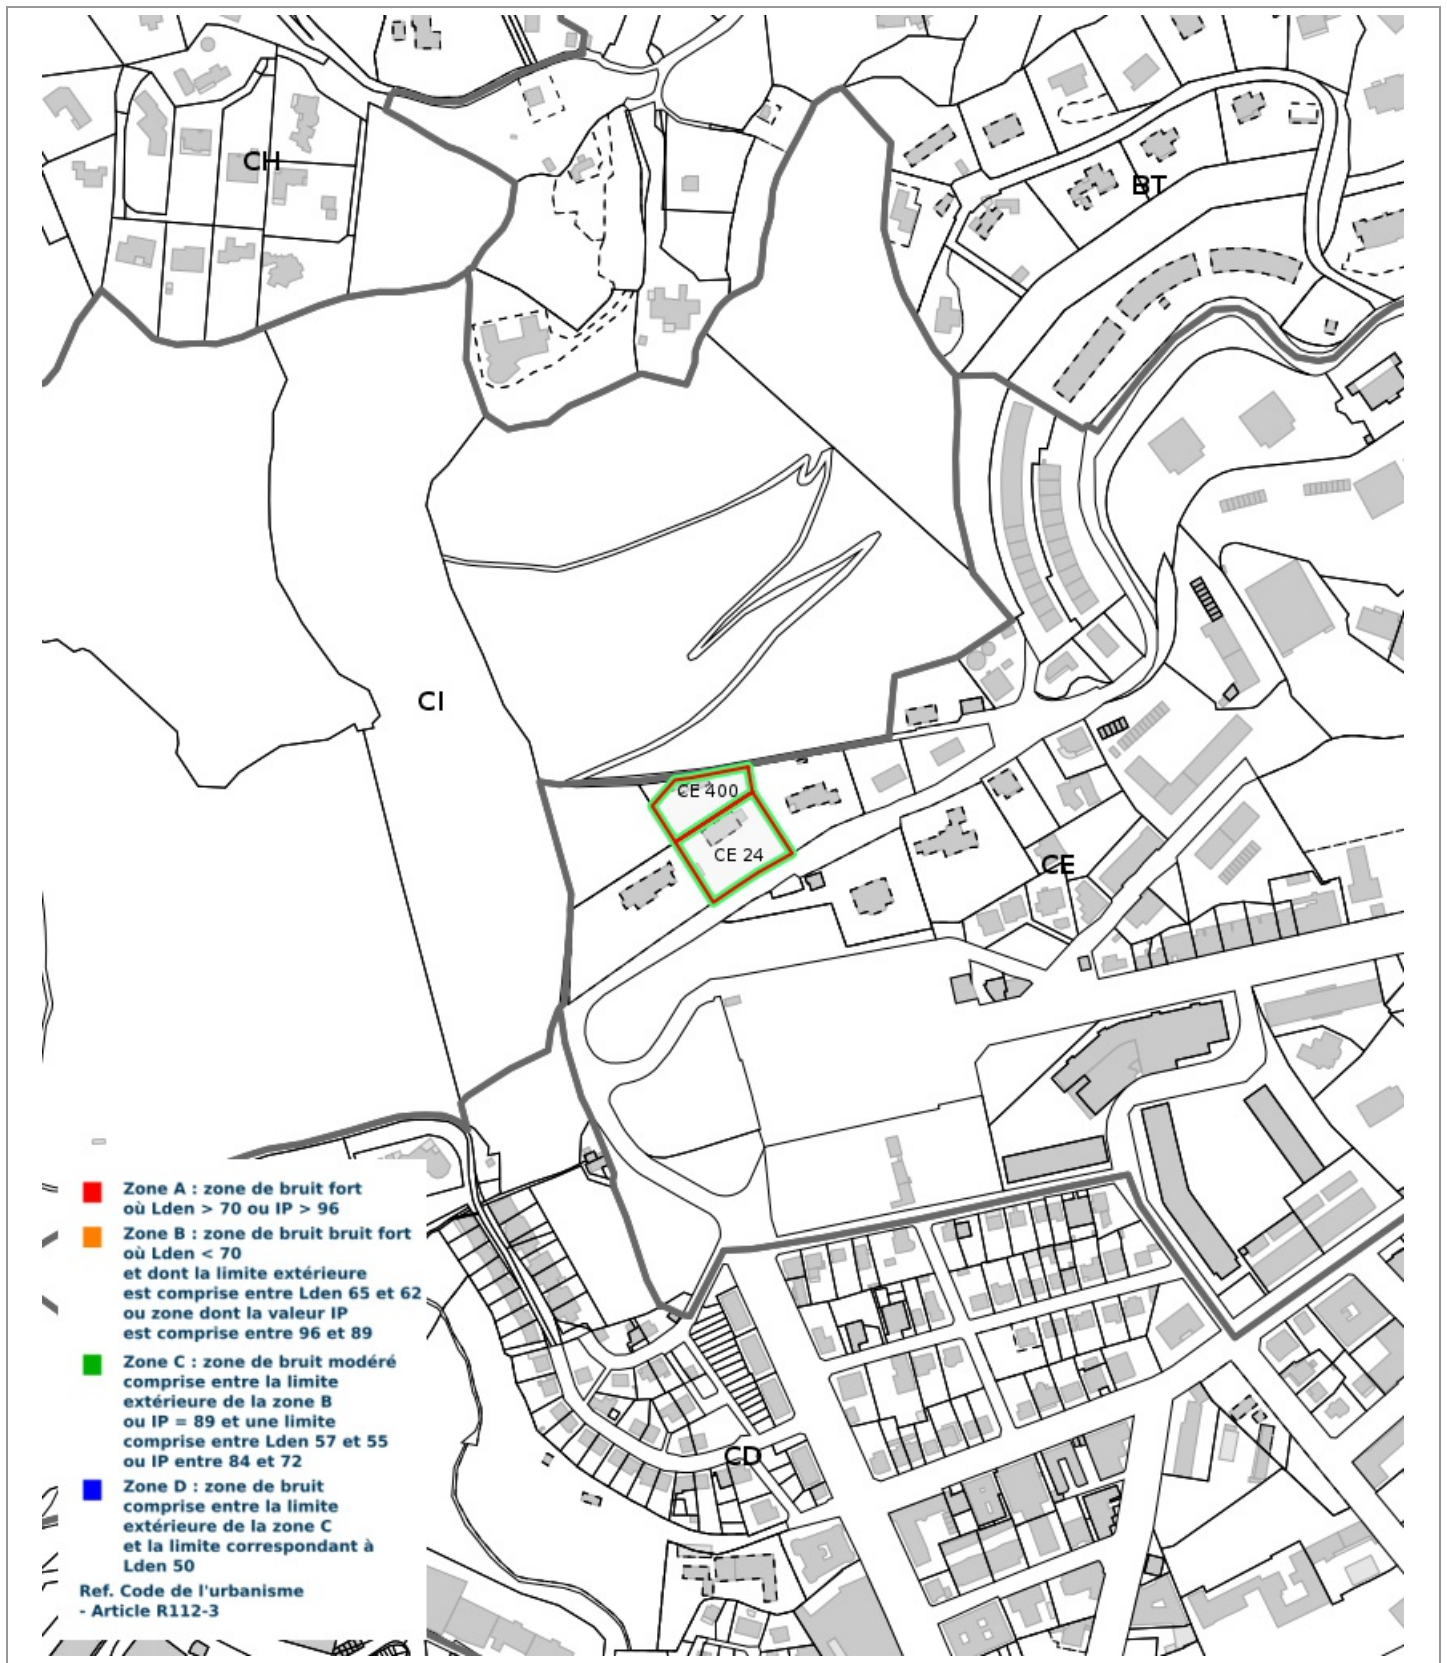 CH
BT
CI
CE 400
CE 24
CE
Zone A : zone de bruit fort
où Lden > 70 ou IP > 96
Zone B : zone de bruit bruit fort
où Lden < 70
et dont la limite extérieure
est comprise entre Lden 65 et 62
ou zone dont la valeur IP
est comprise entre 96 et 89
Zone C : zone de bruit modéré
comprise entre la limite
extérieure de la zone B
ou IP = 89 et une limite
comprise entre Lden 57 et 55
ou IP entre 84 et 72
CD
Zone D : zone de bruit
comprise entre la limite
extérieure de la zone C
et la limite correspondant à
Lden 50
Ref. Code de l'urbanisme
- Article R112-3